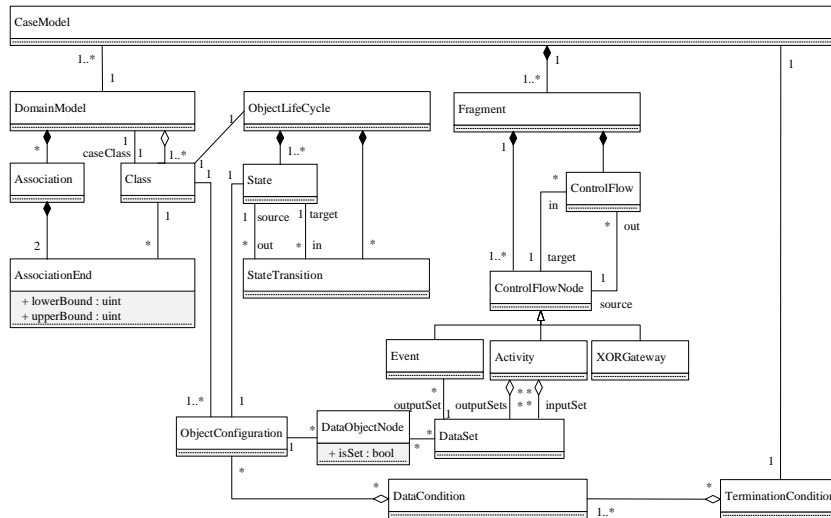 CaseModel
1..*
1
1
1..*
1
DomainModel
ObjectLifeCycle
Fragment
*
caseClass
1
1
1..*
1
1
1..*
1
Association
Class
State
ControlFlow
1
source
target
1
1
*
in
*
out
2
1
*
*
out
*
in
*
1..*
1
target
1
source
AssociationEnd
+ lowerBound : uint
+ upperBound : uint
StateTransition
ControlFlowNode
Event
Activity
XORGateway
1..*
1
*
outputSet
1
outputSets
*
*
*
*
inputSet
ObjectConfiguration
1
*
DataObjectNode
+ isSet : bool
*
*
DataSet
1
*
DataCondition
1..*
*
TerminationCondition